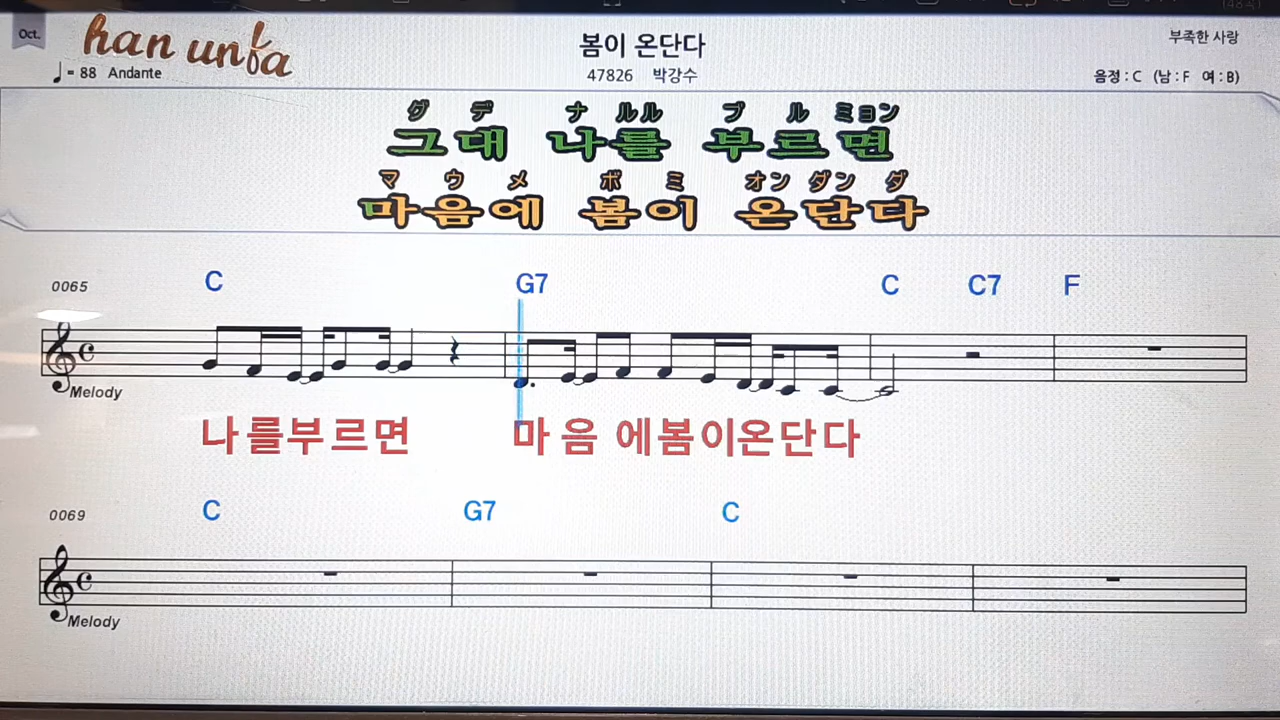 Oct.
han unfa
♩ = 88 Andante
봄이 온단다
47826 박강수
부족한 사랑
음정 : C (남 : F 여 : B)
グ デ ナ ルル ブ ル ミョン
그대 나를 부르면
マ ウ メ ボ ミ オン ダン ダ
마음에 봄이 온단다
0065
C G7 C C7 F
Melody
나를부르면 마음에봄이온단다
0069
C G7 C
Melody